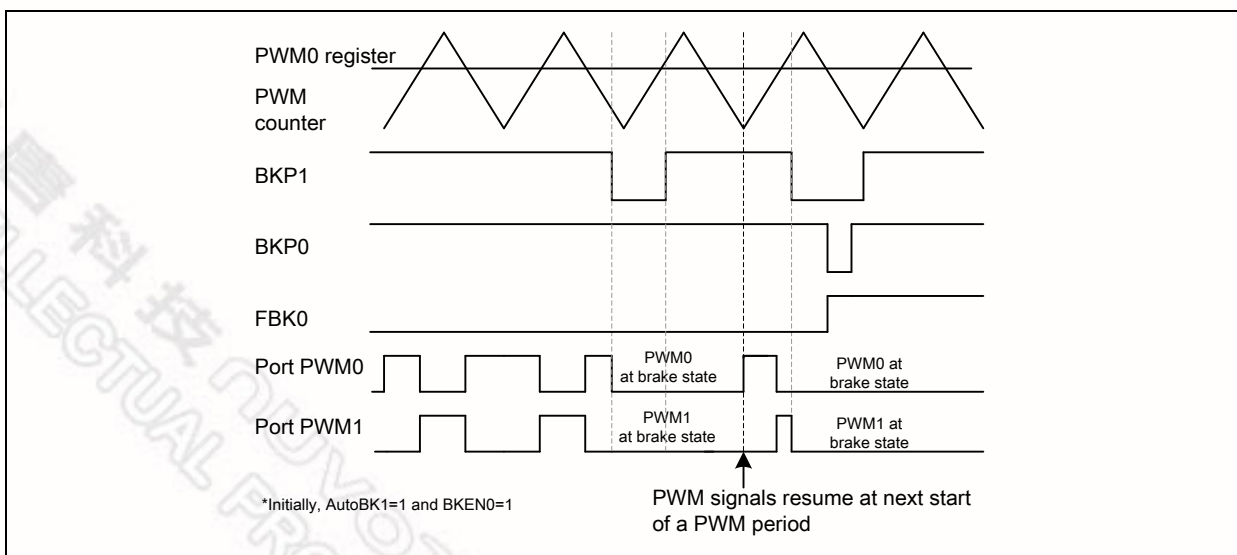 PWM0 register
PWM
counter
BKP1
BKP0
FBK0
Port PWM0
PWM0
at brake state
PWM0 at
brake state
Port PWM1
PWM1
at brake state
PWM1 at
brake state
*Initially, AutoBK1=1 and BKEN0=1
PWM signals resume at next start
of a PWM period